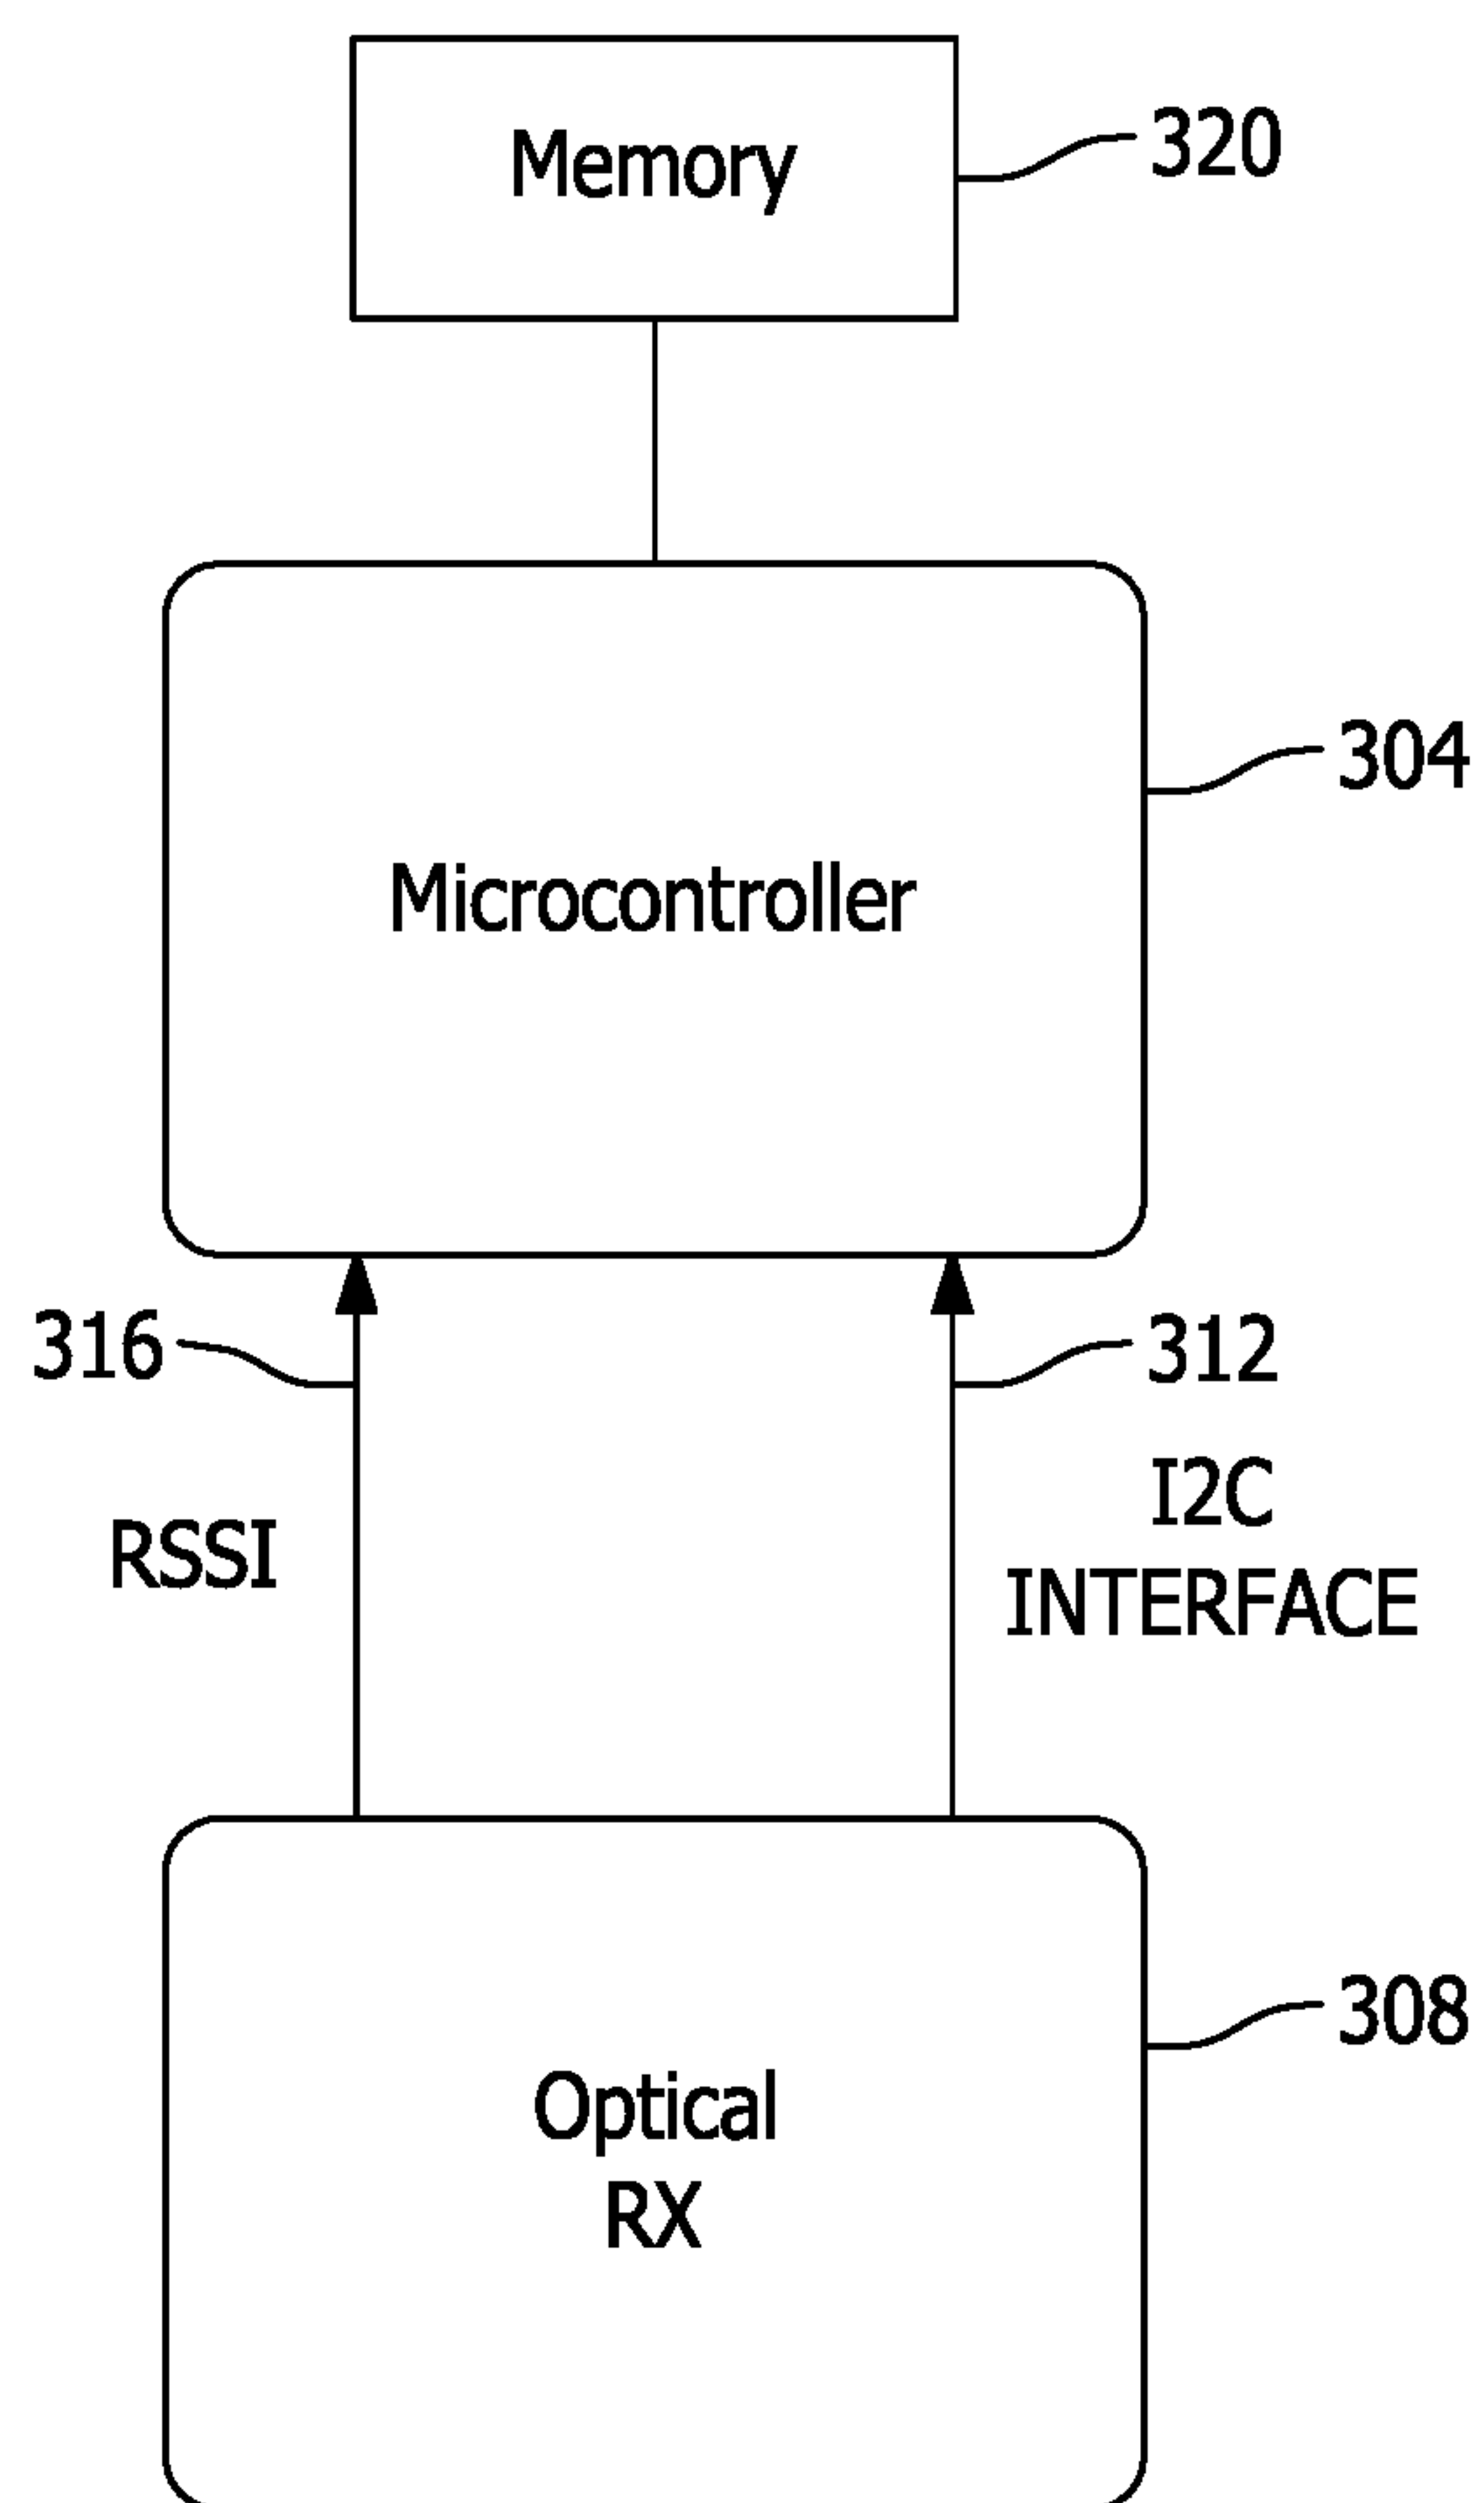 Memory
320
304
Microcontroller
316
312
RSSI
I2C
INTERFACE
308
Optical
RX